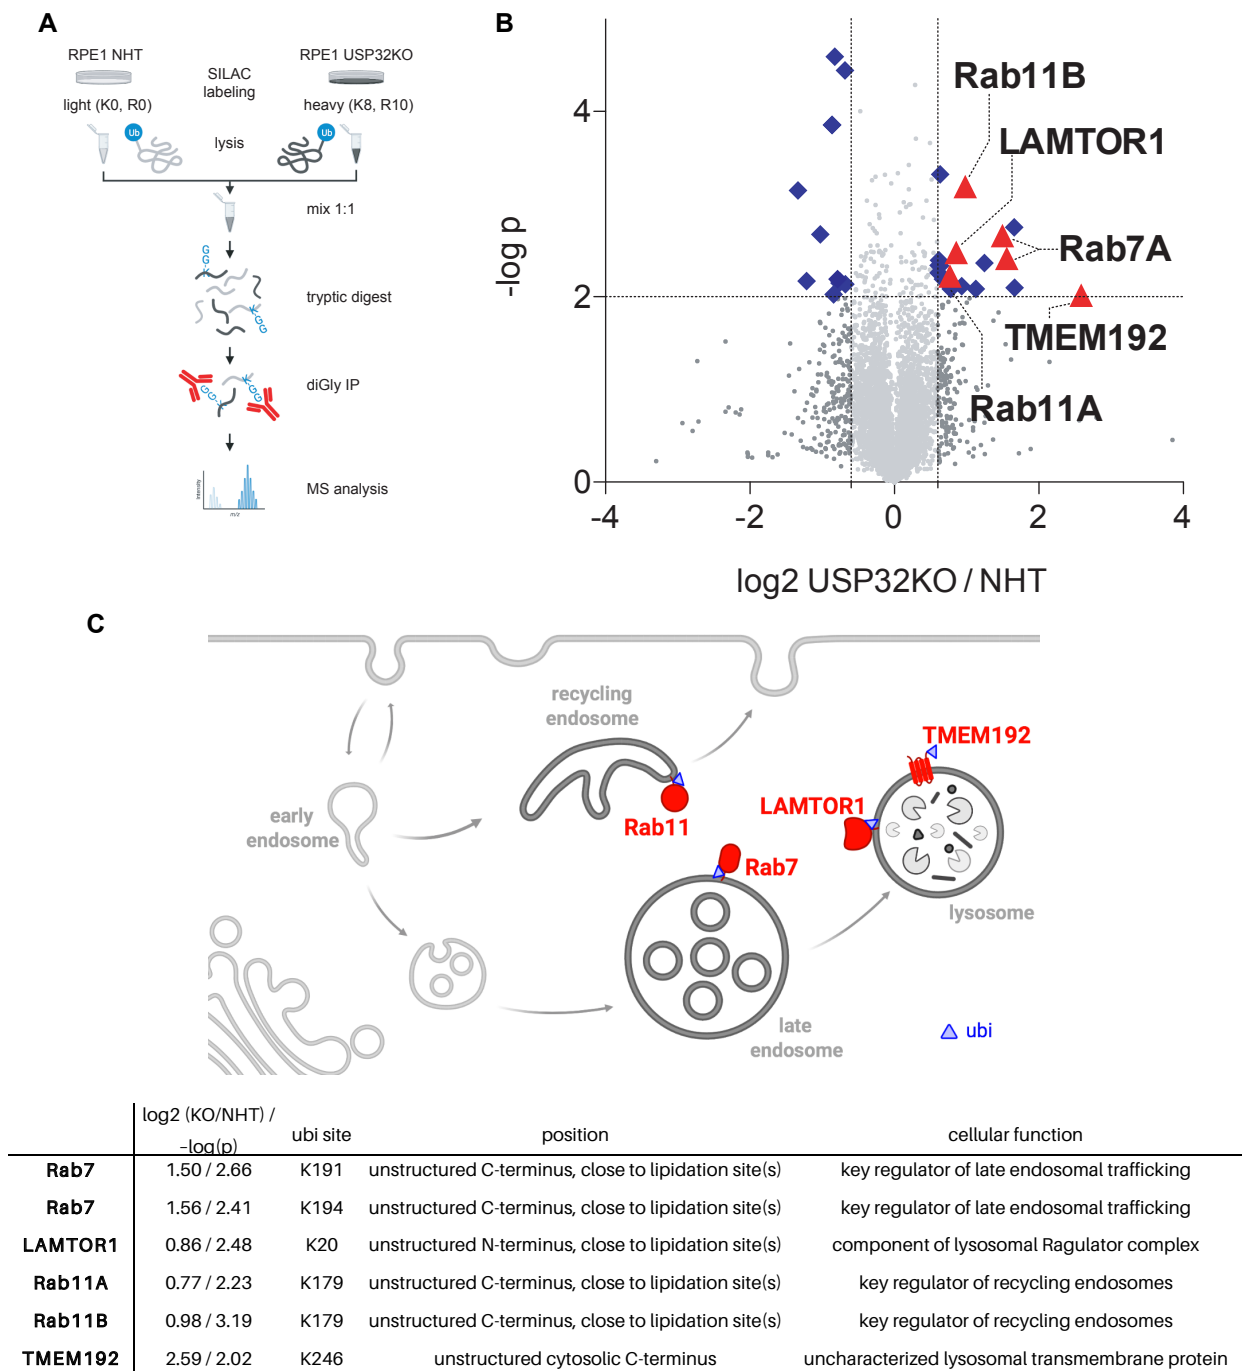 A
RPE1 NHT
RPE1 USP32KO
SILAC
labeling
light (K0, R0)
heavy (K8, R10)
Ub
Ub
lysis
mix 1:1
G
G
K
tryptic digest
K
G
G
diGly IP
GG-K
K
G
G
MS analysis
Intensity
m/z
B
-log p
4
2
0
-4
-2
0
2
4
log2 USP32KO / NHT
Rab11B
LAMTOR1
Rab7A
TMEM192
Rab11A
C
recycling
endosome
TMEM192
LAMTOR1
early
endosome
Rab11
Rab7
lysosome
late
endosome
ubi
log2 (KO/NHT) /
–log(p)
ubi site
position
cellular function
Rab7 1.50 / 2.66 K191 unstructured C-terminus, close to lipidation site(s) key regulator of late endosomal trafficking
Rab7 1.56 / 2.41 K194 unstructured C-terminus, close to lipidation site(s) key regulator of late endosomal trafficking
LAMTOR1 0.86 / 2.48 K20 unstructured N-terminus, close to lipidation site(s) component of lysosomal Ragulator complex
Rab11A 0.77 / 2.23 K179 unstructured C-terminus, close to lipidation site(s) key regulator of recycling endosomes
Rab11B 0.98 / 3.19 K179 unstructured C-terminus, close to lipidation site(s) key regulator of recycling endosomes
TMEM192 2.59 / 2.02 K246 unstructured cytosolic C-terminus uncharacterized lysosomal transmembrane protein